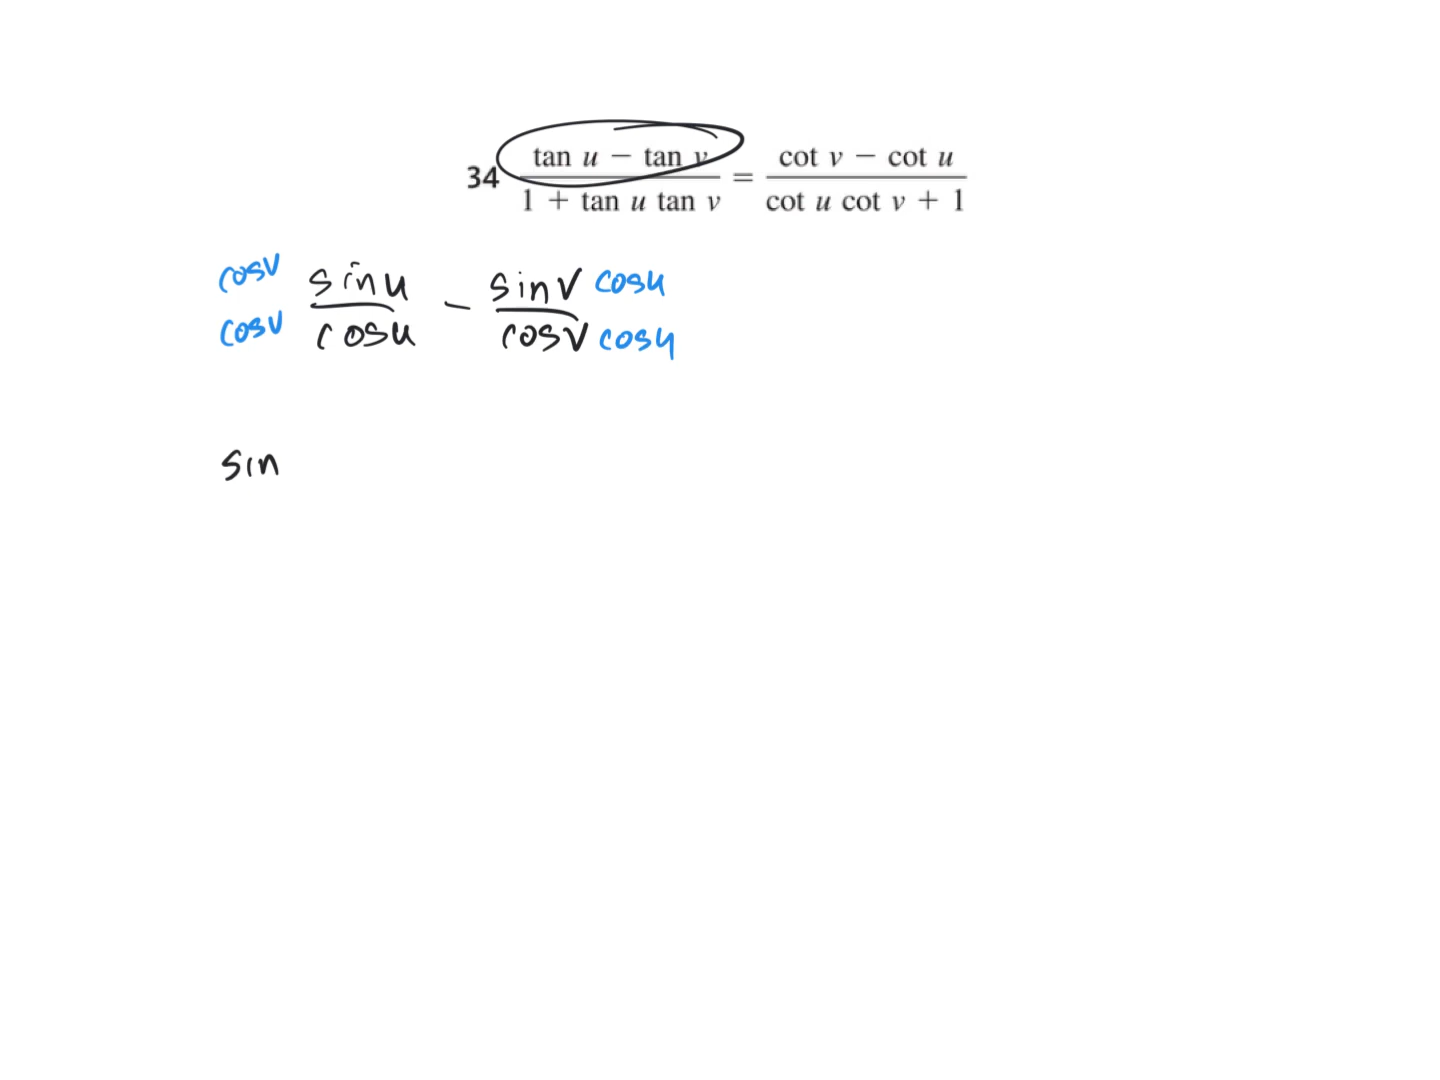 34 tan u − tan v / 1 + tan u tan v = cot v − cot u / cot u cot v + 1
cosv sinu − sinv cosu
cosv cosu cosv cosu
sin